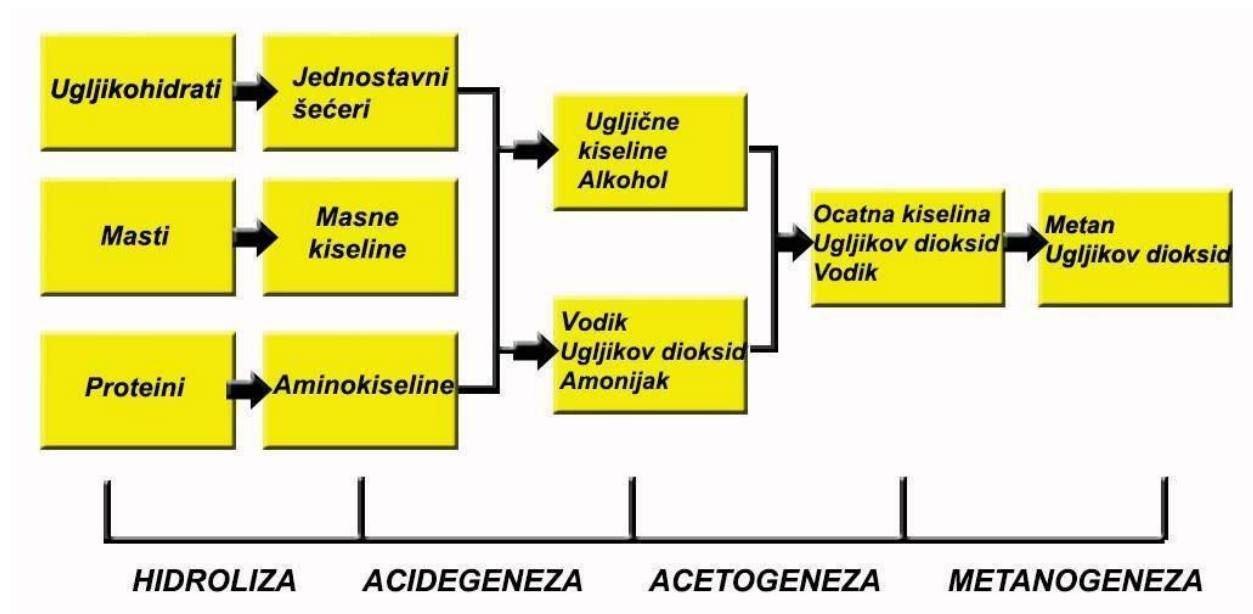 Ugljikohidrati
Jednostavni
šećeri
Masti
Masne
kiseline
Proteini
Aminokiseline
Ugljične
kiseline
Alkohol
Vodik
Ugljikov dioksid
Amonijak
Ocatna kiselina
Ugljikov dioksid
Vodik
Metan
Ugljikov dioksid
HIDROLIZA
ACIDEGENEZA
ACETOGENEZA
METANOGENEZA